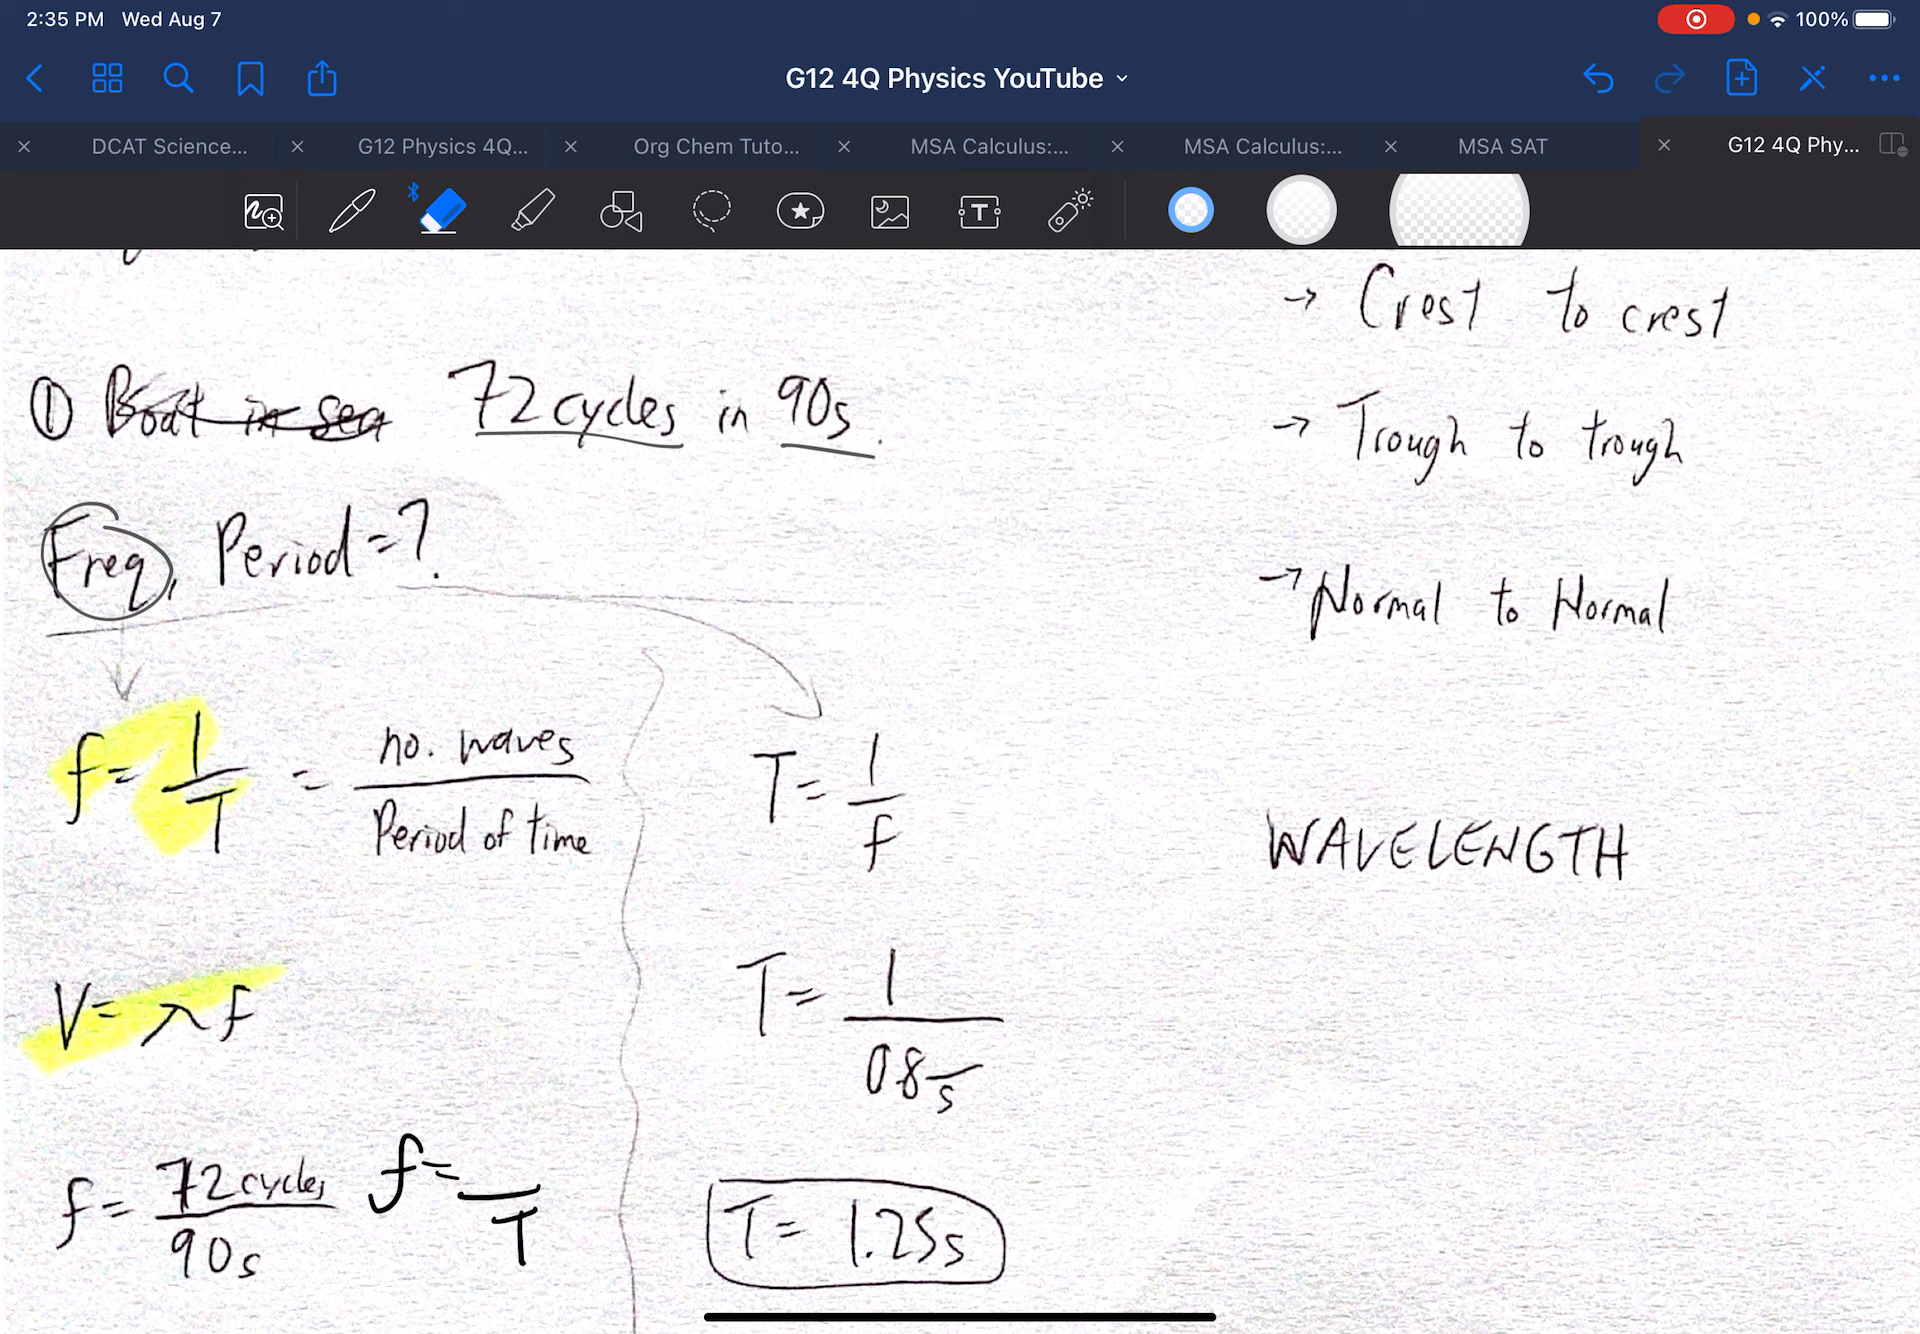 2:35 PM Wed Aug 7
100%
G12 4Q Physics YouTube
DCAT Science...
G12 Physics 4Q...
Org Chem Tuto...
MSA Calculus:...
MSA Calculus:...
MSA SAT
G12 4Q Phy...
① Boat in sea 72 cycles in 90s.
Freq, Period=?
f = 1/T = no. waves / Period of time
V = λf
f = 72 cycles / 90s
f = /T
T = 1/f
T = 1 / 08 s
T = 1.25s
→ Crest to crest
→ Trough to trough
→ Normal to Normal
WAVELENGTH